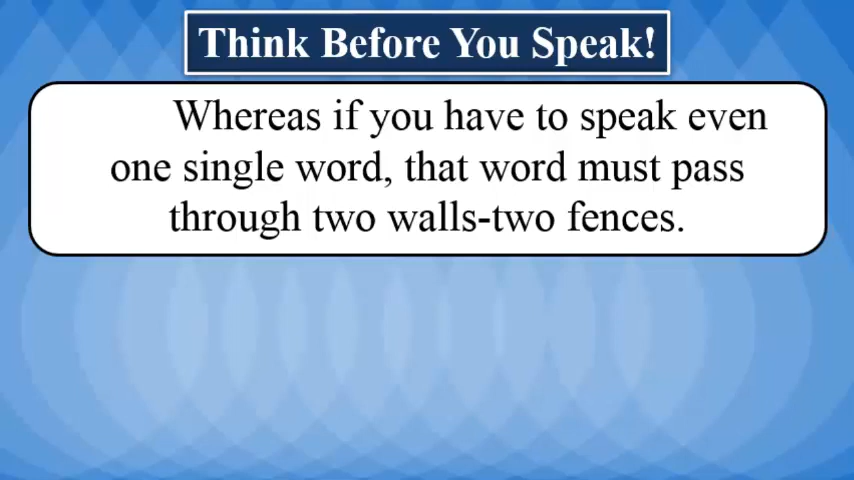 Think Before You Speak!
Whereas if you have to speak even
one single word, that word must pass
through two walls-two fences.